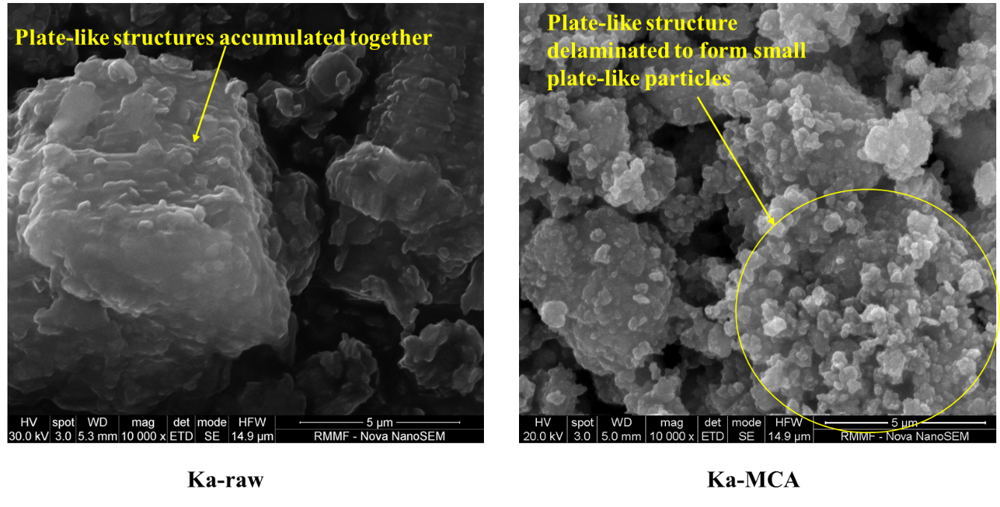 Plate-like structures accumulated together
HV spot WD mag det mode HFW 5 µm
30.0 kV 3.0 5.3 mm 10 000 x ETD SE 14.9 µm RMMF - Nova NanoSEM
Ka-raw
Plate-like structure
delaminated to form small
plate-like particles
HV spot WD mag det mode HFW 5 µm
20.0 kV 3.0 5.0 mm 10 000 x ETD SE 14.9 µm RMMF - Nova NanoSEM
Ka-MCA